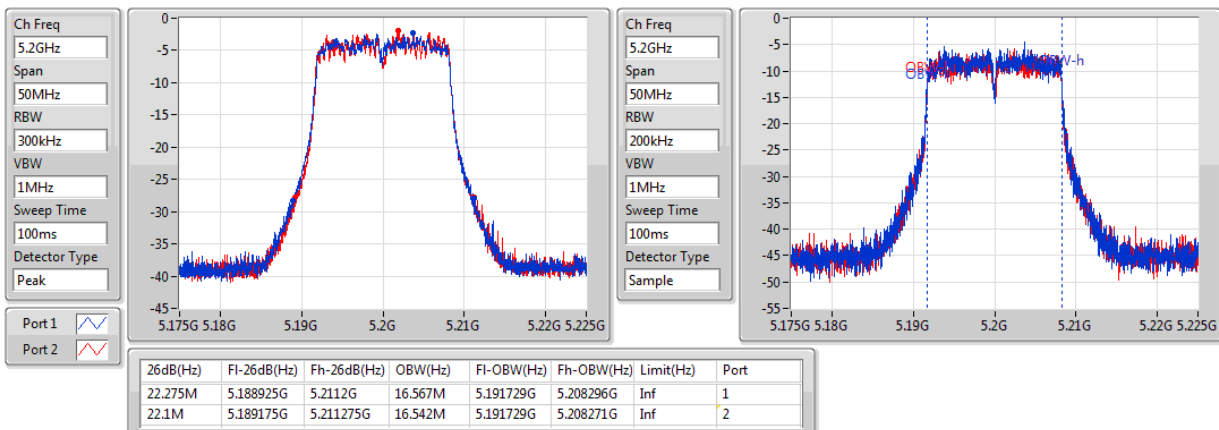 Ch Freq
5.2GHz
Span
50MHz
RBW
300kHz
VBW
1MHz
Sweep Time
100ms
Detector Type
Peak
Port 1
Port 2
0
-5
-10
-15
-20
-25
-30
-35
-40
-45
5.175G 5.18G 5.19G 5.2G 5.21G 5.22G 5.225G
Ch Freq
5.2GHz
Span
50MHz
RBW
200kHz
VBW
1MHz
Sweep Time
100ms
Detector Type
Sample
0
-5
-10
-15
-20
-25
-30
-35
-40
-45
-50
-55
5.175G 5.18G 5.19G 5.2G 5.21G 5.22G 5.225G
26dB(Hz) Fl-26dB(Hz) Fh-26dB(Hz) OBW(Hz) Fl-OBW(Hz) Fh-OBW(Hz) Limit(Hz) Port
22.275M 5.188925G 5.2112G 16.567M 5.191729G 5.208296G Inf 1
22.1M 5.189175G 5.211275G 16.542M 5.191729G 5.208271G Inf 2